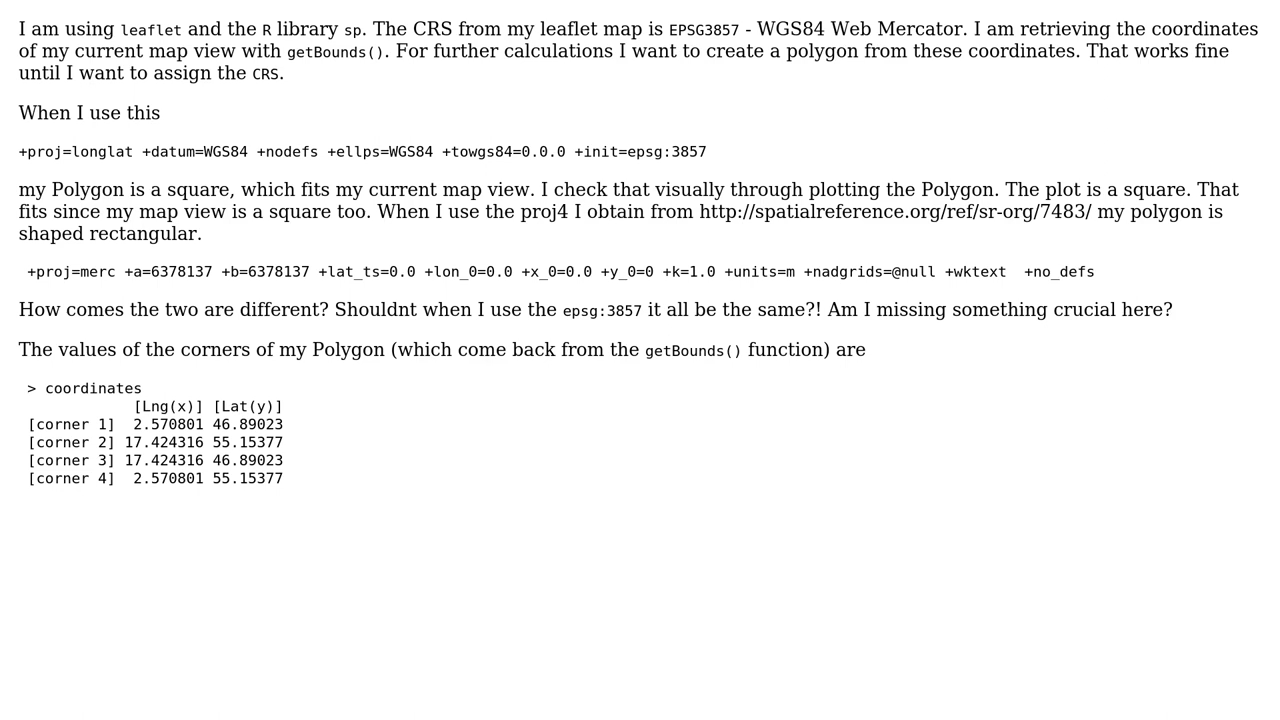 I am using leaflet and the R library sp. The CRS from my leaflet map is EPSG3857 - WGS84 Web Mercator. I am retrieving the coordinates
of my current map view with getBounds(). For further calculations I want to create a polygon from these coordinates. That works fine
until I want to assign the CRS.
When I use this
+proj=longlat +datum=WGS84 +nodefs +ellps=WGS84 +towgs84=0.0.0 +init=epsg:3857
my Polygon is a square, which fits my current map view. I check that visually through plotting the Polygon. The plot is a square. That
fits since my map view is a square too. When I use the proj4 I obtain from http://spatialreference.org/ref/sr-org/7483/ my polygon is
shaped rectangular.
+proj=merc +a=6378137 +b=6378137 +lat_ts=0.0 +lon_0=0.0 +x_0=0.0 +y_0=0 +k=1.0 +units=m +nadgrids=@null +wktext  +no_defs
How comes the two are different? Shouldnt when I use the epsg:3857 it all be the same?! Am I missing something crucial here?
The values of the corners of my Polygon (which come back from the getBounds() function) are
> coordinates
[Lng(x)] [Lat(y)]
[corner 1]  2.570801 46.89023
[corner 2] 17.424316 55.15377
[corner 3] 17.424316 46.89023
[corner 4]  2.570801 55.15377